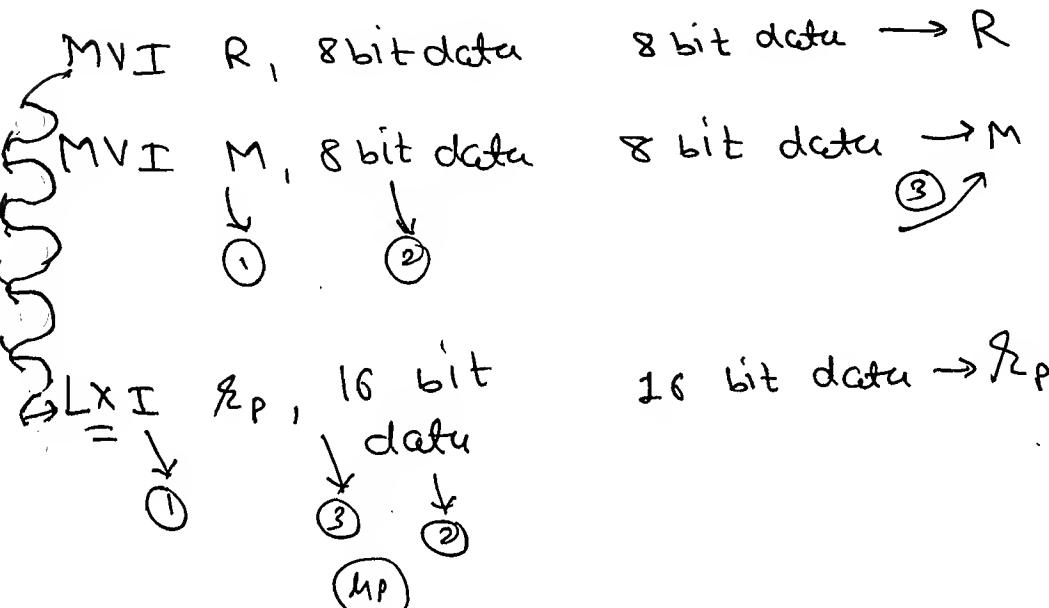 MVI R, 8bit data 8 bit data → R
MVI M, 8 bit data 8 bit data → M
③
① ②
LXI rp, 16 bit data 16 bit data → rp
① ③ ②
μp